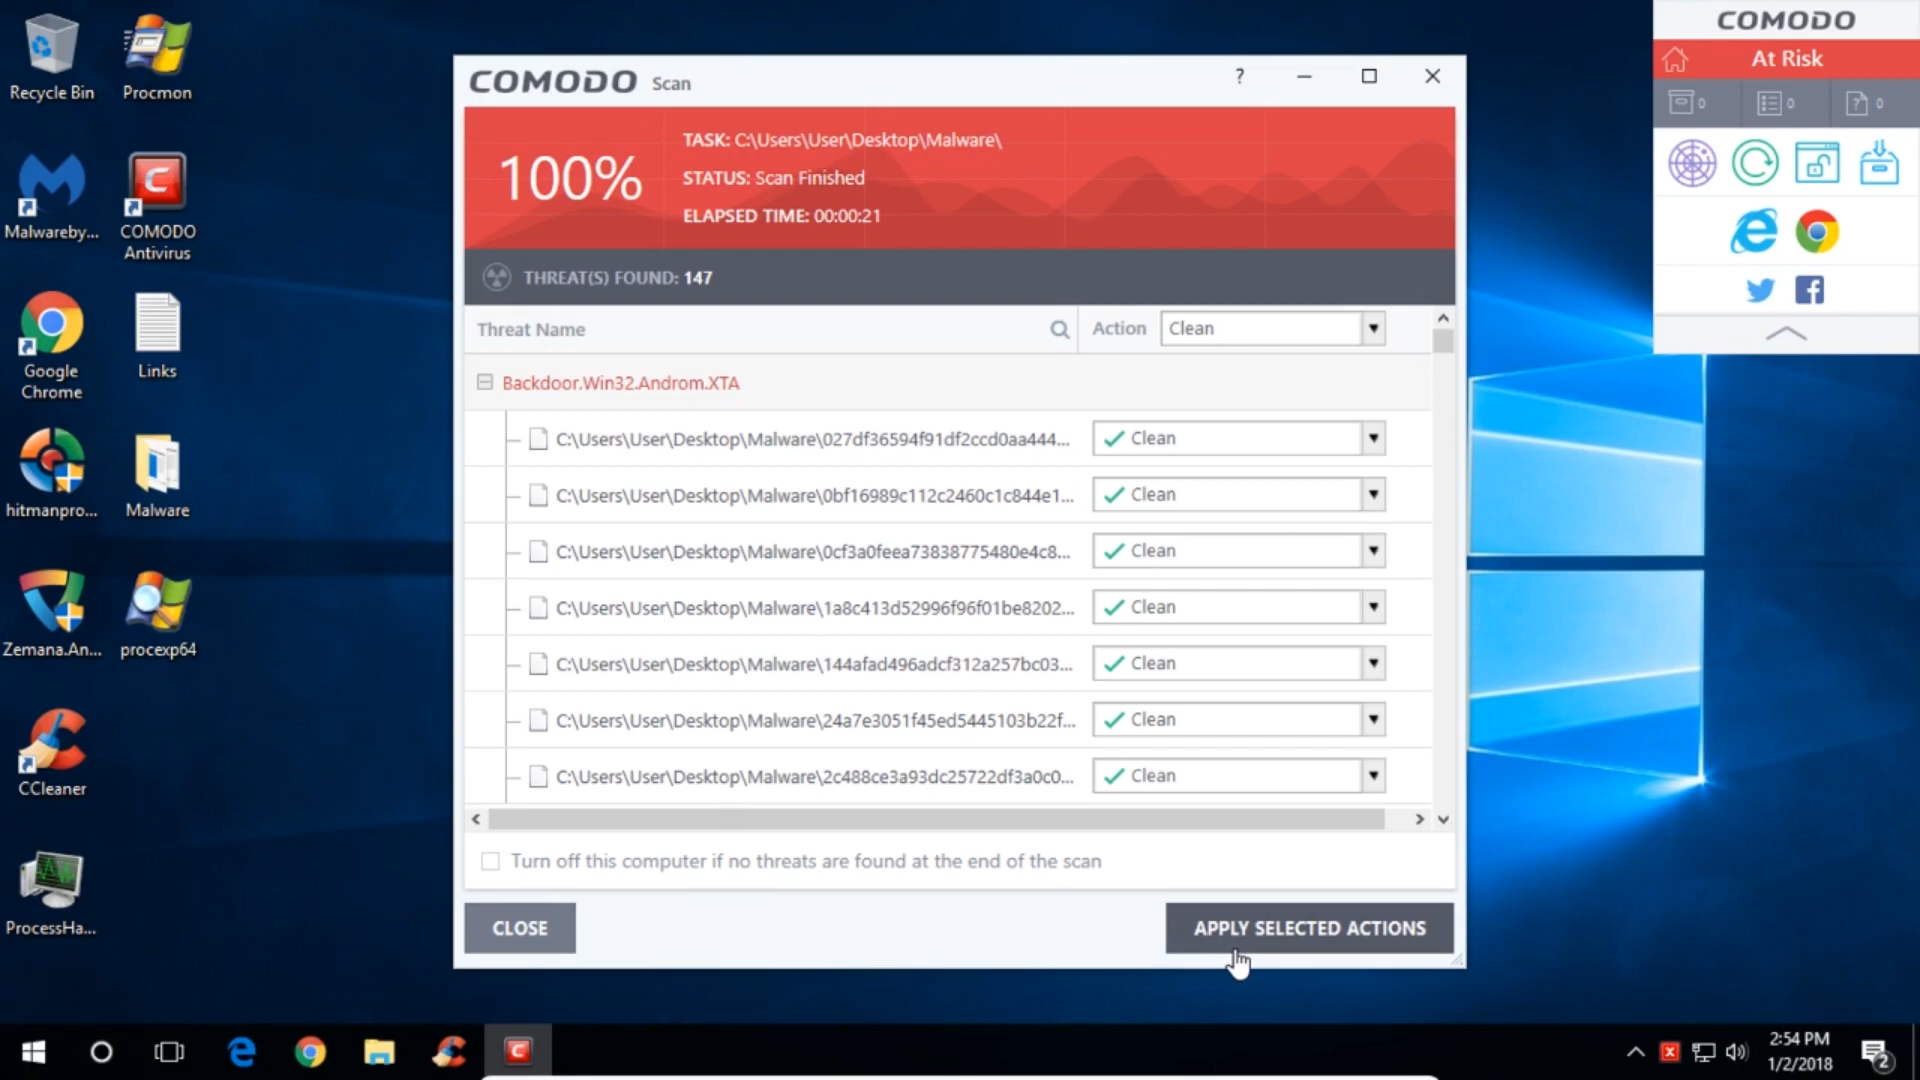 Recycle Bin
Procmon
Malwareby...
COMODO
Antivirus
Google
Chrome
Links
hitmanpro...
Malware
Zemana.An...
procexp64
CCleaner
ProcessHa...
COMODO Scan
?
100%
TASK: C:\Users\User\Desktop\Malware\
STATUS: Scan Finished
ELAPSED TIME: 00:00:21
THREAT(S) FOUND: 147
Threat Name
Action
Clean
Backdoor.Win32.Androm.XTA
C:\Users\User\Desktop\Malware\027df36594f91df2ccd0aa444...
Clean
C:\Users\User\Desktop\Malware\0bf16989c112c2460c1c844e1...
Clean
C:\Users\User\Desktop\Malware\0cf3a0feea73838775480e4c8...
Clean
C:\Users\User\Desktop\Malware\1a8c413d52996f96f01be8202...
Clean
C:\Users\User\Desktop\Malware\144afad496adcf312a257bc03...
Clean
C:\Users\User\Desktop\Malware\24a7e3051f45ed5445103b22f...
Clean
C:\Users\User\Desktop\Malware\2c488ce3a93dc25722df3a0c0...
Clean
Turn off this computer if no threats are found at the end of the scan
CLOSE
APPLY SELECTED ACTIONS
COMODO
At Risk
0
0
0
2:54 PM
1/2/2018
2